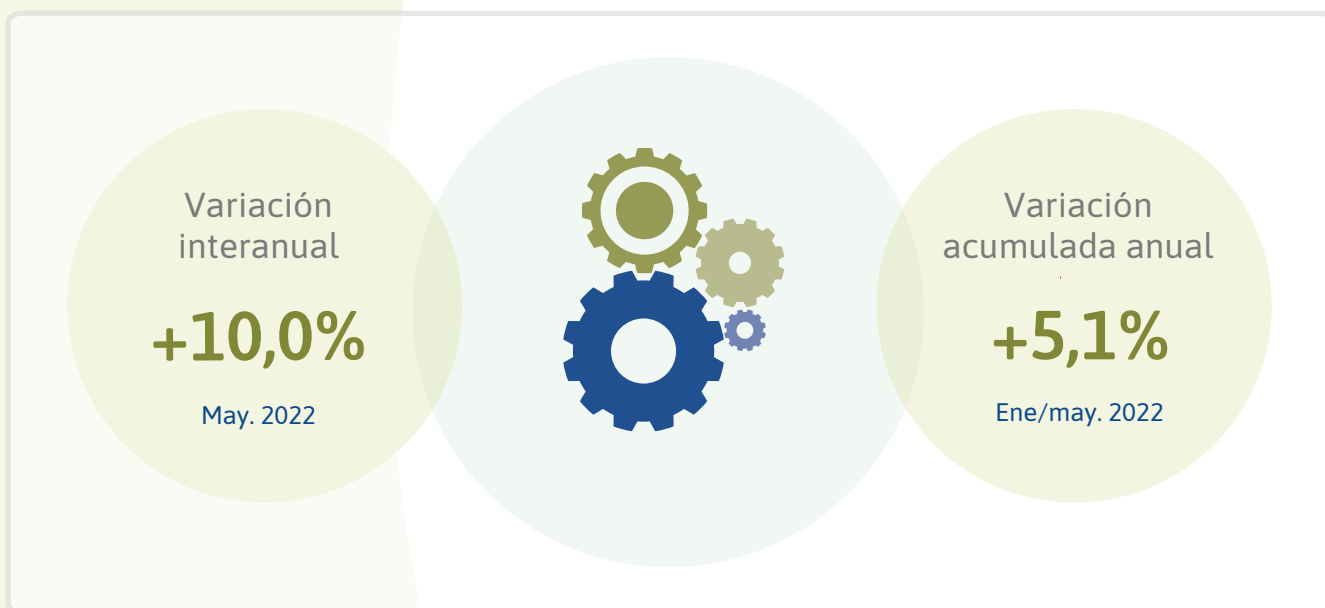 Variación
interanual
+10,0%
May. 2022
Variación
acumulada anual
+5,1%
Ene/may. 2022